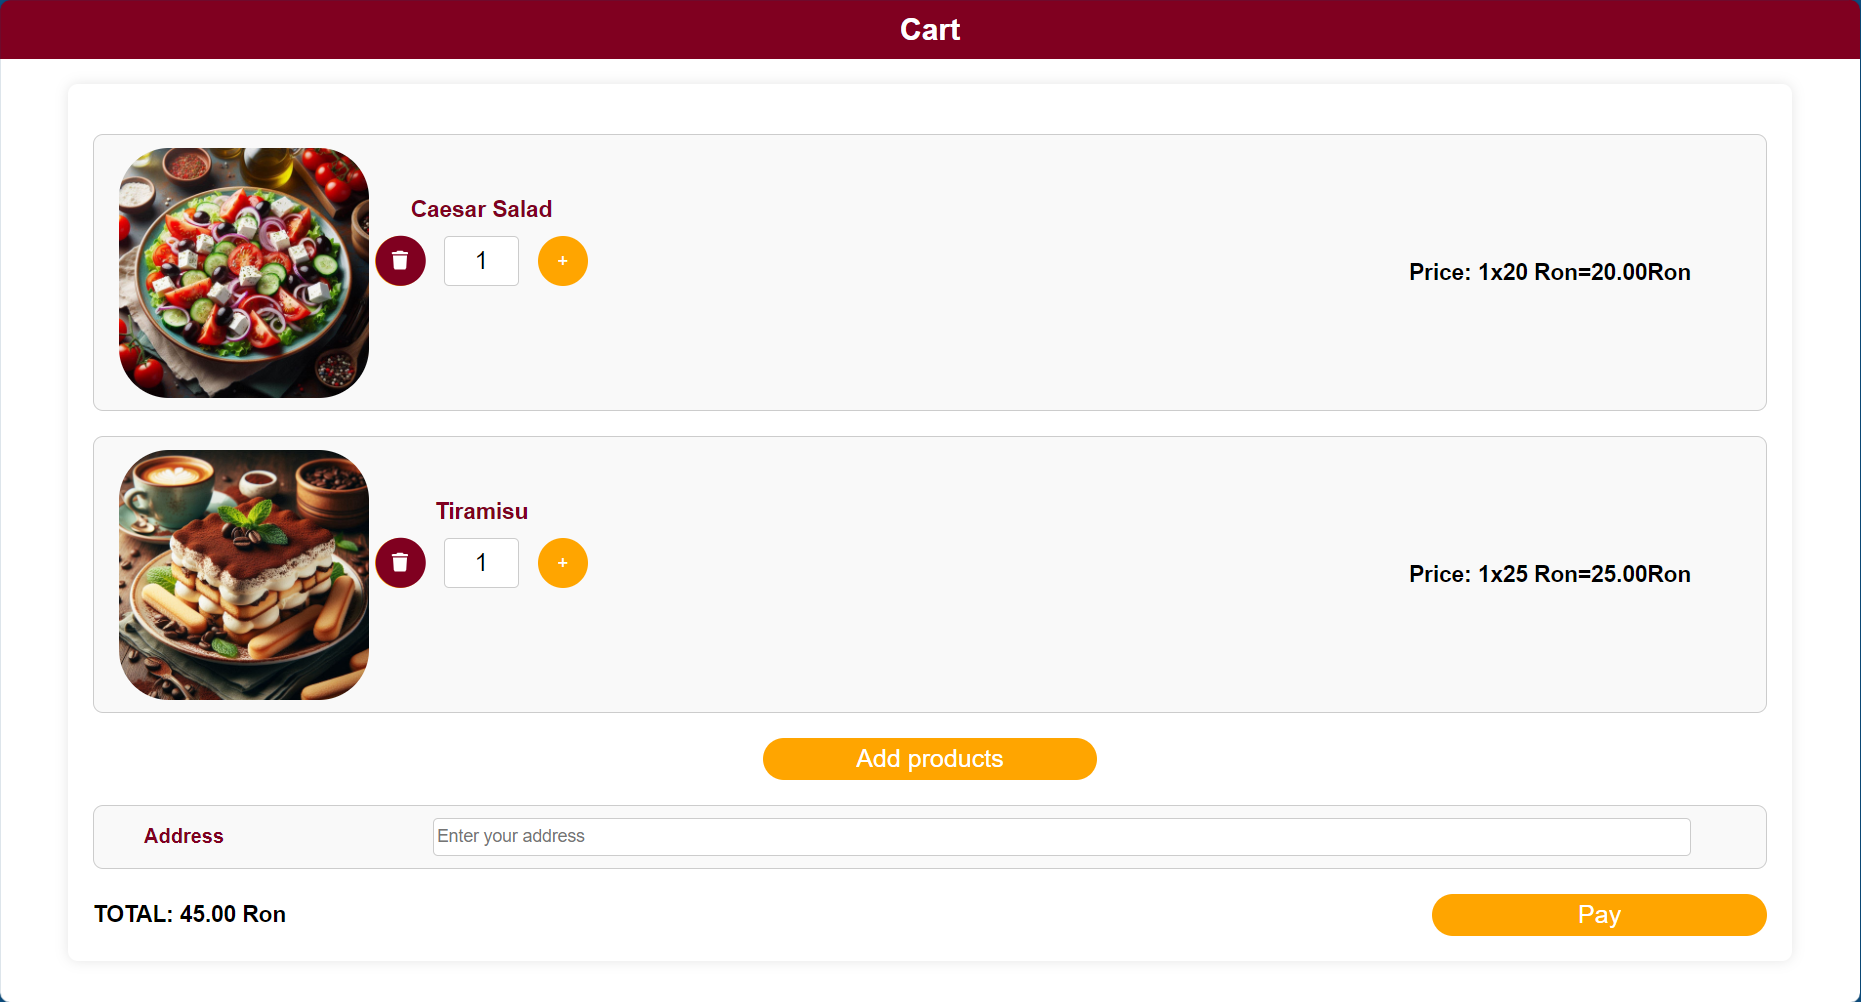 Cart
Caesar Salad
1 +
Price: 1x20 Ron=20.00Ron
Tiramisu
1 +
Price: 1x25 Ron=25.00Ron
Add products
Address Enter your address
TOTAL: 45.00 Ron Pay